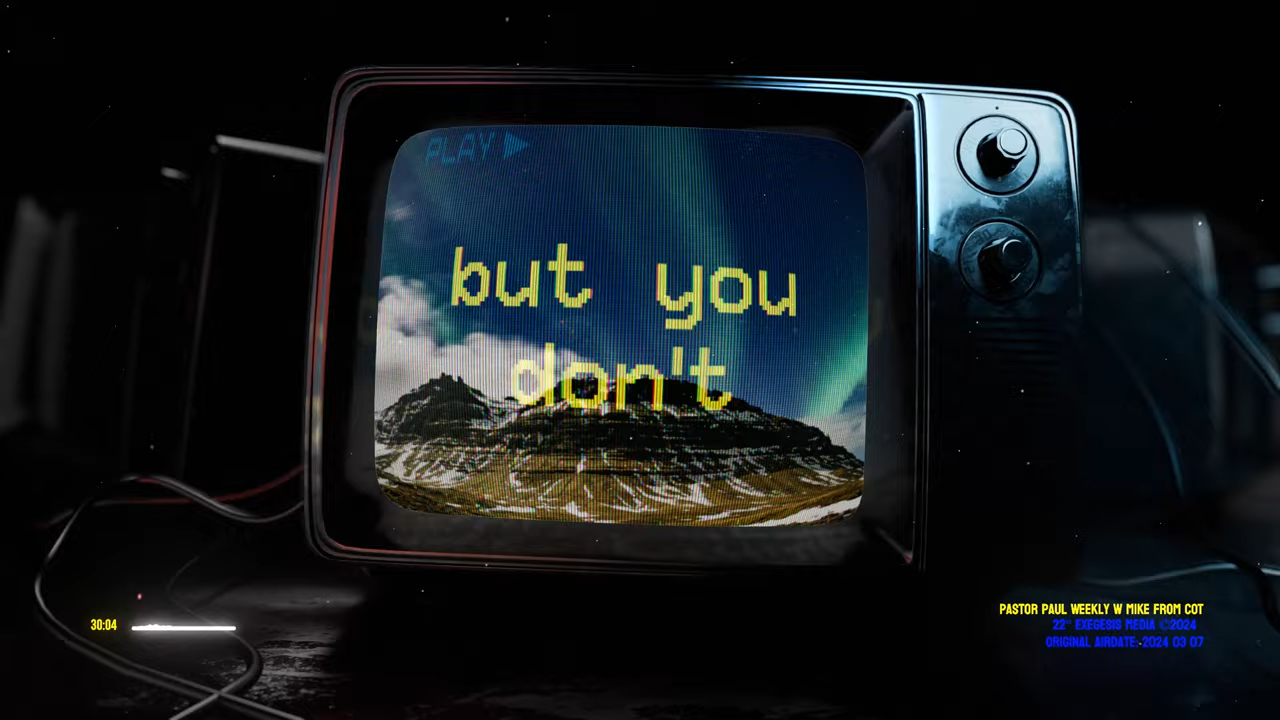 PLAY
but you
don't
30:04
PASTOR PAUL WEEKLY W MIKE FROM COT
22" EXEGESIS MEDIA ©2024
ORIGINAL AIRDATE: 2024 03 07